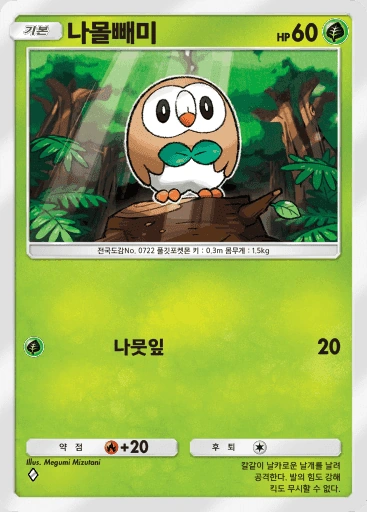 기본 나몰빼미 HP 60
전국도감No. 0722 풀깃포켓몬 키 : 0.3m 몸무게 : 1.5kg
나뭇잎 20
약 점 +20 후 퇴
Illus. Megumi Mizutani
칼같이 날카로운 날개를 날려
공격한다. 발의 힘도 강해
킥도 무시할 수 없다.